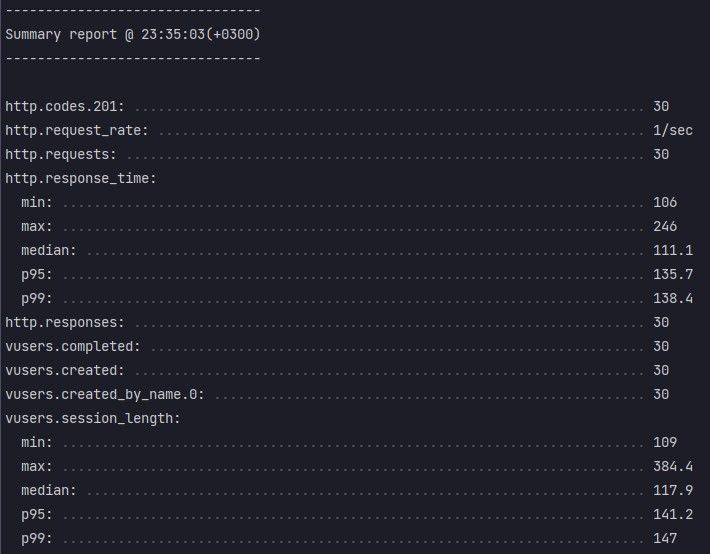 --------------------------------
Summary report @ 23:35:03(+0300)
--------------------------------
http.codes.201: ................................................................ 30
http.request_rate: ............................................................. 1/sec
http.requests: ................................................................. 30
http.response_time:
  min: ......................................................................... 106
  max: ......................................................................... 246
  median: ...................................................................... 111.1
  p95: ......................................................................... 135.7
  p99: ......................................................................... 138.4
http.responses: ................................................................ 30
vusers.completed: .............................................................. 30
vusers.created: ................................................................ 30
vusers.created_by_name.0: ...................................................... 30
vusers.session_length:
  min: ......................................................................... 109
  max: ......................................................................... 384.4
  median: ...................................................................... 117.9
  p95: ......................................................................... 141.2
  p99: ......................................................................... 147